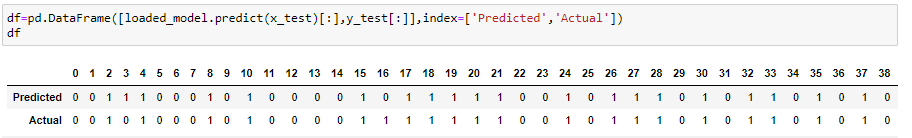 df=pd.DataFrame([loaded_model.predict(x_test)[:],y_test[:]],index=['Predicted','Actual'])
df
0 1 2 3 4 5 6 7 8 9 10 11 12 13 14 15 16 17 18 19 20 21 22 23 24 25 26 27 28 29 30 31 32 33 34 35 36 37 38
Predicted 0 0 1 1 1 0 0 0 1 0 1 0 0 0 0 1 0 1 1 1 1 1 0 0 1 0 1 1 1 0 1 0 1 1 0 1 0 1 0
Actual 0 0 1 0 1 0 0 0 1 0 1 0 0 0 0 1 1 1 1 1 1 1 0 0 1 0 1 1 1 0 1 0 1 1 0 1 0 1 0